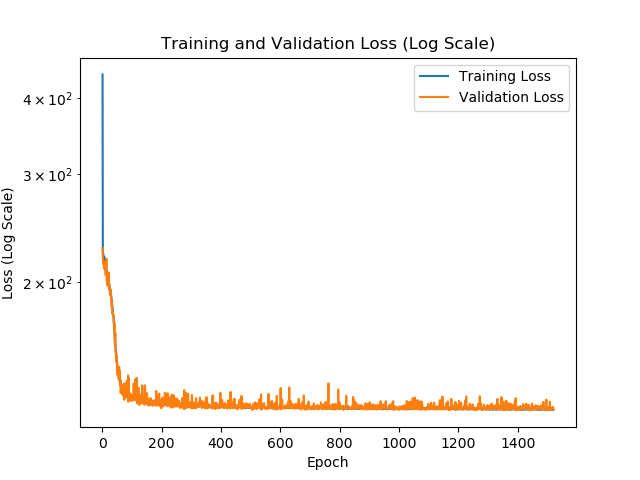 Training and Validation Loss (Log Scale)
Training Loss
Validation Loss
4 × 10²
3 × 10²
2 × 10²
Loss (Log Scale)
0 200 400 600 800 1000 1200 1400
Epoch